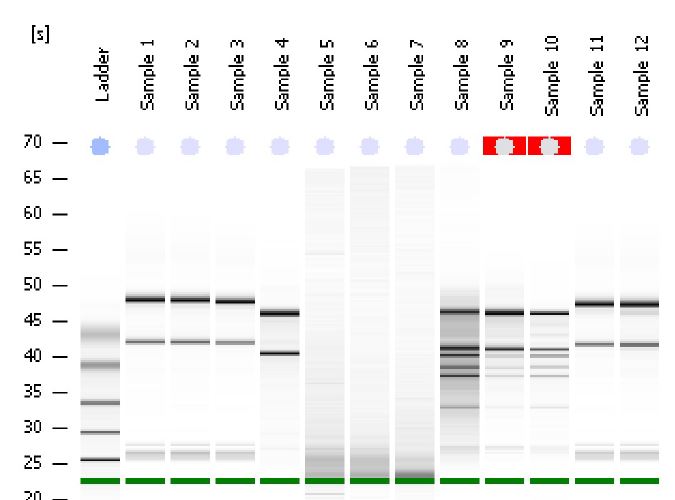 [s]
Ladder
Sample 1
Sample 2
Sample 3
Sample 4
Sample 5
Sample 6
Sample 7
Sample 8
Sample 9
Sample 10
Sample 11
Sample 12
70
65
60
55
50
45
40
35
30
25
20